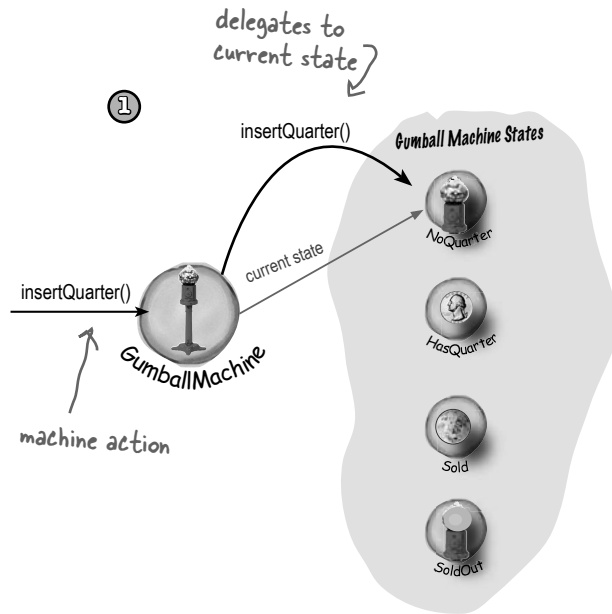 delegates to
current state
1
insertQuarter()
Gumball Machine States
NoQuarter
current state
insertQuarter()
GumballMachine
HasQuarter
machine action
Sold
SoldOut